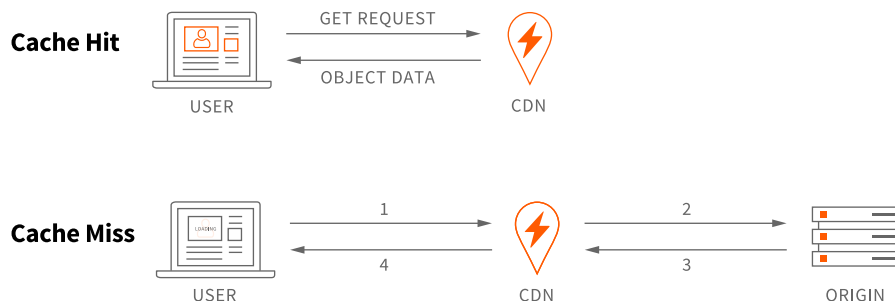 Cache Hit
GET REQUEST
OBJECT DATA
USER
CDN
Cache Miss
LOADING
1
2
4
3
USER
CDN
ORIGIN